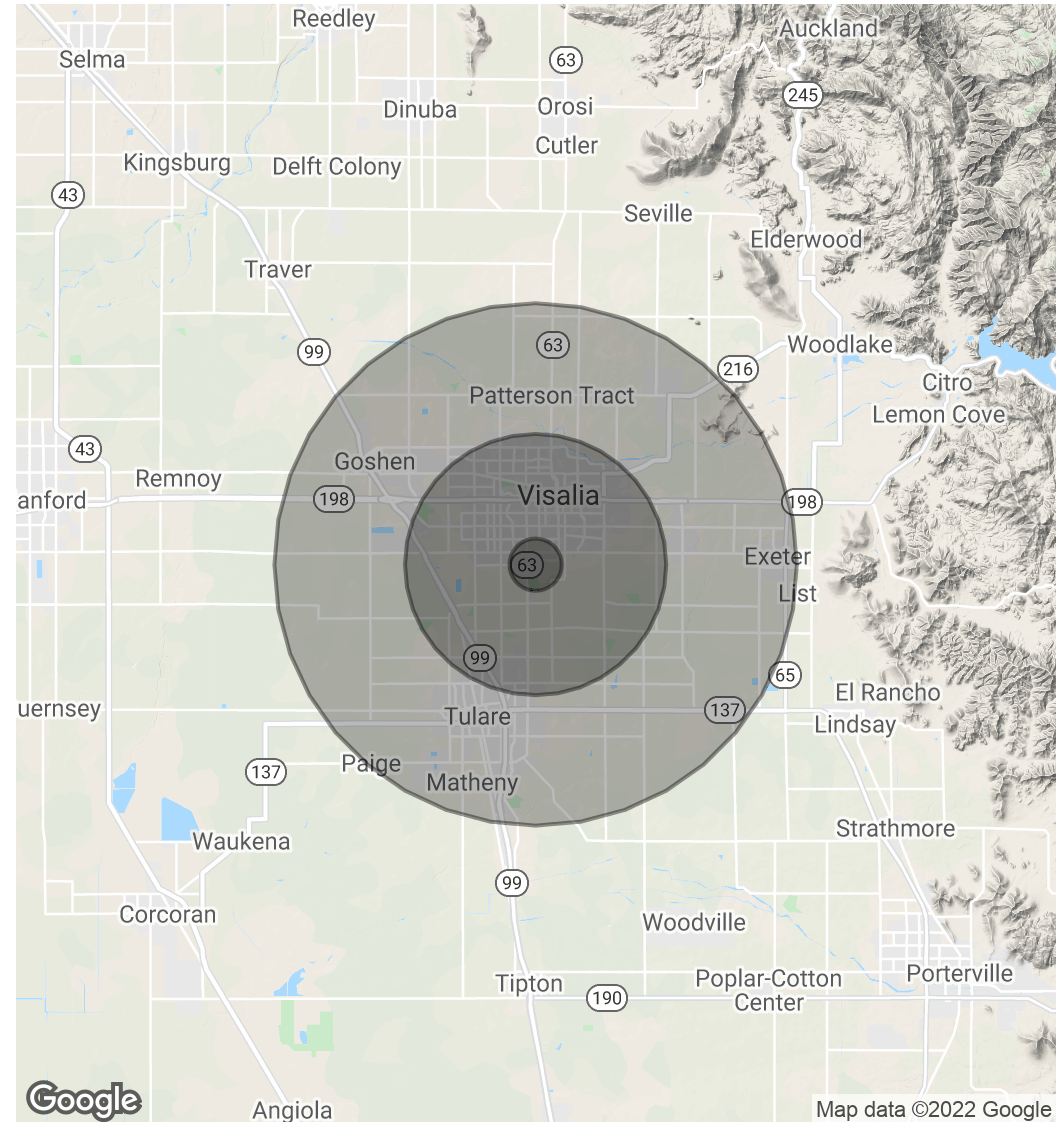 Reedley
Auckland
Selma
63
245
Dinuba
Orosi
Cutler
Kingsburg
Delft Colony
43
Seville
Elderwood
Traver
63
Woodlake
99
216
Citro
Patterson Tract
Lemon Cove
43
Goshen
Remnoy
198
Visalia
198
anford
Exeter
63
List
99
65
El Rancho
uernsey
137
Tulare
Lindsay
Paige
137
Matheny
Strathmore
Waukena
99
Corcoran
Woodville
Tipton
Poplar-Cotton
Center
Porterville
190
Google
Angiola
Map data ©2022 Google